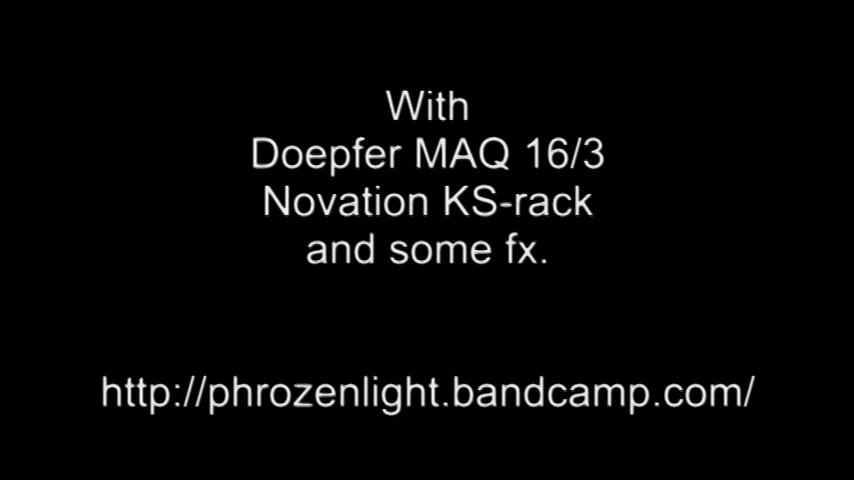 With
Doepfer MAQ 16/3
Novation KS-rack
and some fx.
http://phrozenlight.bandcamp.com/